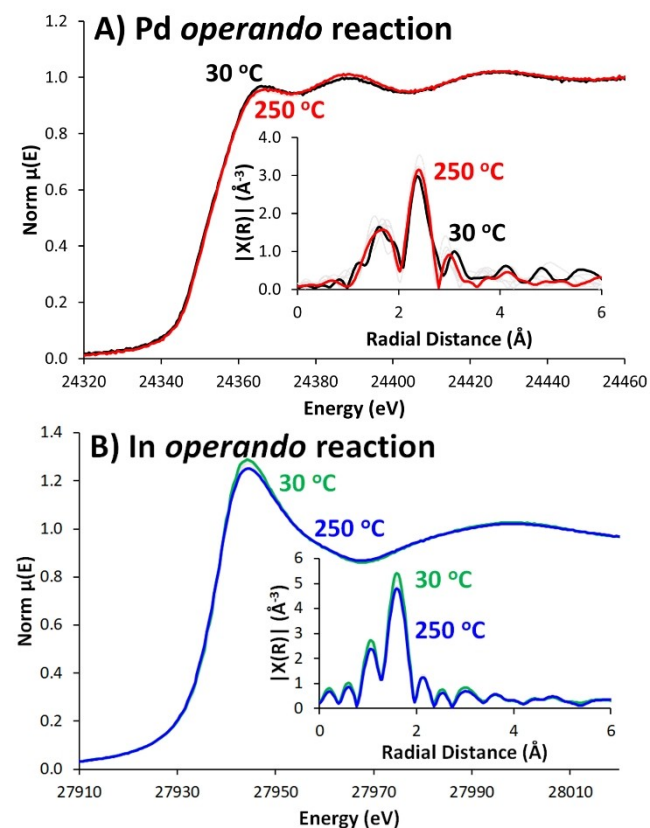 A) Pd operando reaction
1.2
1.0
0.8
0.6
0.4
0.2
0.0
Norm μ(E)
30 °C
250 °C
4.0
3.0
2.0
1.0
0.0
|X(R)| (Å⁻³)
250 °C
30 °C
0 2 4 6
Radial Distance (Å)
24320 24340 24360 24380 24400 24420 24440 24460
Energy (eV)
B) In operando reaction
1.4
1.2
1.0
0.8
0.6
0.4
0.2
0.0
Norm μ(E)
30 °C
250 °C
6
5
4
3
2
1
0
|X(R)| (Å⁻³)
30 °C
250 °C
0 2 4 6
Radial Distance (Å)
27910 27930 27950 27970 27990 28010
Energy (eV)